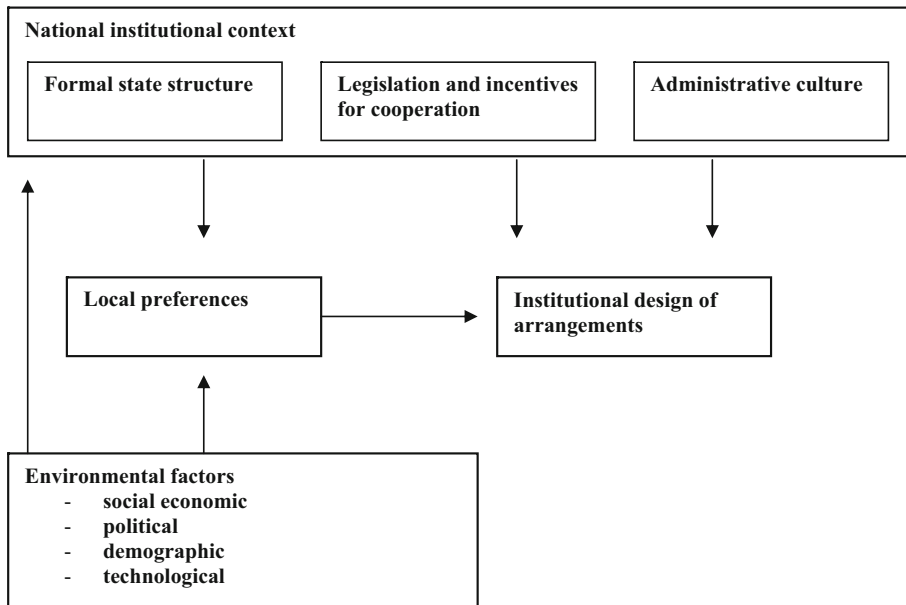 National institutional context
Formal state structure
Legislation and incentives
for cooperation
Administrative culture
Local preferences
Institutional design of
arrangements
Environmental factors
- social economic
- political
- demographic
- technological